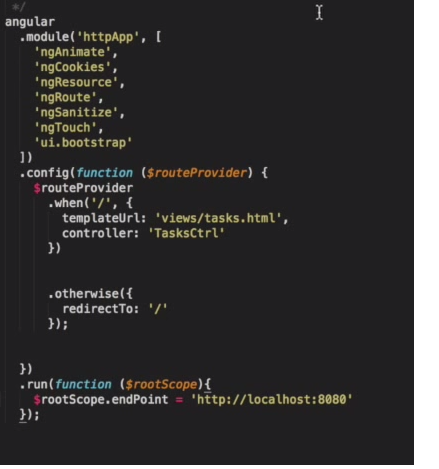 */
angular
.module('httpApp', [
'ngAnimate',
'ngCookies',
'ngResource',
'ngRoute',
'ngSanitize',
'ngTouch',
'ui.bootstrap'
])
.config(function ($routeProvider) {
$routeProvider
.when('/', {
templateUrl: 'views/tasks.html',
controller: 'TasksCtrl'
})
.otherwise({
redirectTo: '/'
});
})
.run(function ($rootScope){
$rootScope.endPoint = 'http://localhost:8080'
});